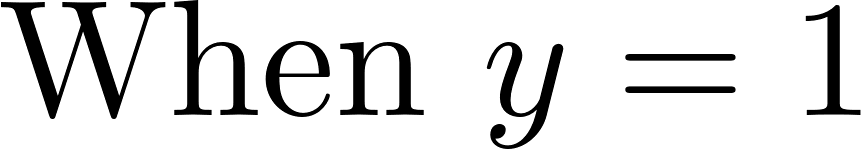 When y = 1